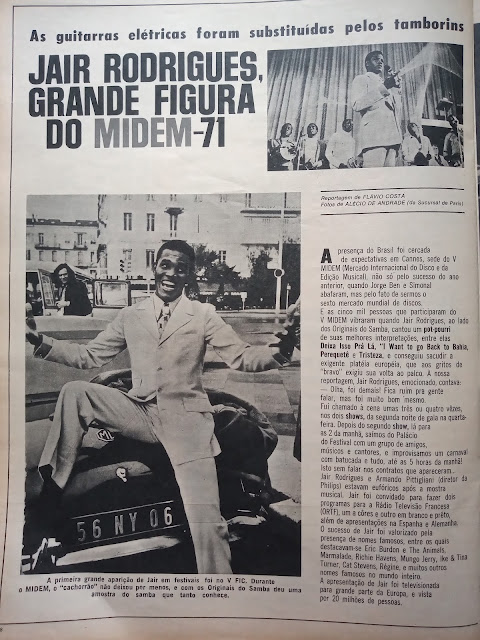 As guitarras elétricas foram substituídas pelos tamborins
JAIR RODRIGUES,
GRANDE FIGURA
DO MIDEM-71
Reportagem de FLAVIO COSTA
Fotos de ALECIO DE ANDRADE (da Sucursal de Paris)
A presença do Brasil foi cercada
de expectativas em Cannes, sede do V
MIDEM (Mercado Internacional do Disco e da
Edição Musical), não só pelo sucesso do ano
anterior, quando Jorge Ben e Simonal
abafaram, mas pelo fato de sermos o
sexto mercado mundial de discos.
E as cinco mil pessoas que participaram do
V MIDEM vibraram quando Jair Rodrigues, ao lado
dos Originais do Samba, cantou um pot-pourri
de suas melhores interpretações, entre elas
Deixa Isso Prá Lá, "I Want to go Back to Bahia,
Perequetê e Tristeza, e conseguiu sacudir a
exigente platéia européia, que aos gritos de
"bravo" exigiu sua volta ao palco. A nossa
reportagem, Jair Rodrigues, emocionado, contava:
— Olha, foi demais! Fica ruim prá gente
falar, mas foi muito bom mesmo.
Fui chamado à cena umas três ou quatro vêzes,
nos dois shows, da segunda noite de gala na quarta-
feira. Depois do segundo show, lá para
as 2 da manhã, saímos do Palácio
do Festival com um grupo de amigos,
músicos e cantores, e improvisamos um carnaval
com batucada e tudo, até as 5 horas da manhã!
Isto sem falar nos contratos que apareceram...
Jair Rodrigues e Armando Pittigliani (diretor da
Philips) estavam eufóricos após a mostra
musical. Jair foi convidado para fazer dois
programas para a Rádio Televisão Francesa
(ORTF), um a côres e outro em branco e prêto,
além de apresentações na Espanha e Alemanha.
O sucesso de Jair foi valorizado pela
presença de nomes famosos, entre os quais
destacavam-se Eric Burdon e The Animals,
Marmalade, Richie Havens, Mungo Jerry, Ike & Tina
Turner, Cat Stevens, Régine, e muitos outros
nomes famosos no mundo inteiro.
A apresentação de Jair foi televisionada
para grande parte da Europa, e vista
por 20 milhões de pessoas.
MG
56 NY 06
A primeira grande aparição de Jair em festivais foi no V FIC. Durante
o MIDEM, o "cachorrão" não deixou por menos, e com os Originais do Samba deu uma
amostra do samba que tanto conhece.